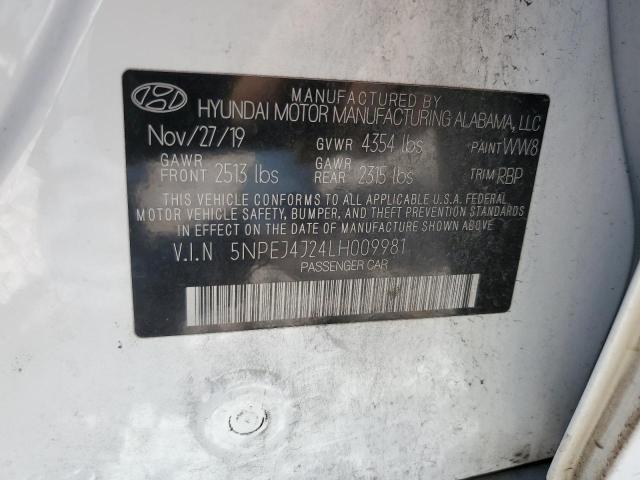 MANUFACTURED BY
HYUNDAI MOTOR MANUFACTURING ALABAMA, LLC
Nov/27/19 GVWR 4354 lbs PAINT WW8
GAWR FRONT 2513 lbs GAWR REAR 2315 lbs TRIM RBP
THIS VEHICLE CONFORMS TO ALL APPLICABLE U.S.A. FEDERAL
MOTOR VEHICLE SAFETY, BUMPER, AND THEFT PREVENTION STANDARDS
IN EFFECT ON THE DATE OF MANUFACTURE SHOWN ABOVE.
V.I.N 5NPEJ4J24LH009981
PASSENGER CAR